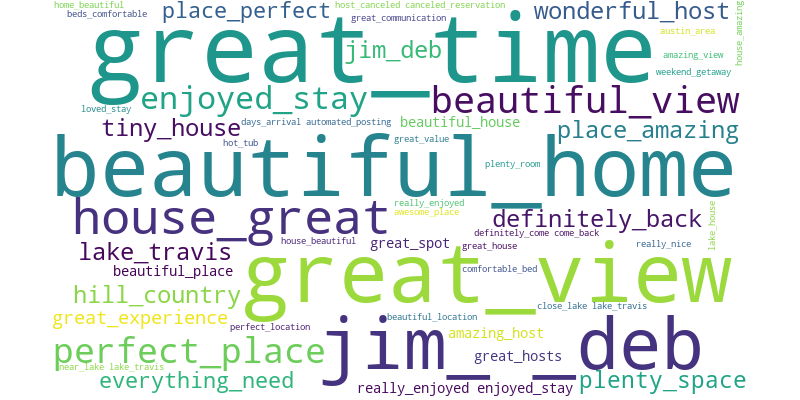 home_beautiful
host_canceled canceled_reservation
beds_comfortable
place_perfect
great_communication
wonderful_host
house_amazing
great_time
jim_deb
austin_area
amazing_view
weekend_getaway
enjoyed_stay
beautiful_view
loved_stay
tiny_house
days_arrival automated_posting
beautiful_house
place_amazing
hot_tub
great_value
beautiful_home
plenty_room
really_enjoyed
awesome_place
house_great
definitely_back
lake_house
definitely_come come_back
lake_travis
house_beautiful
great_spot
great_house
really_nice
beautiful_place
great_view
comfortable_bed
hill_country
close_lake lake_travis
great_experience
perfect_location
beautiful_location
jim_deb
amazing_host
perfect_place
great_hosts
near_lake lake_travis
everything_need
really_enjoyed enjoyed_stay
plenty_space